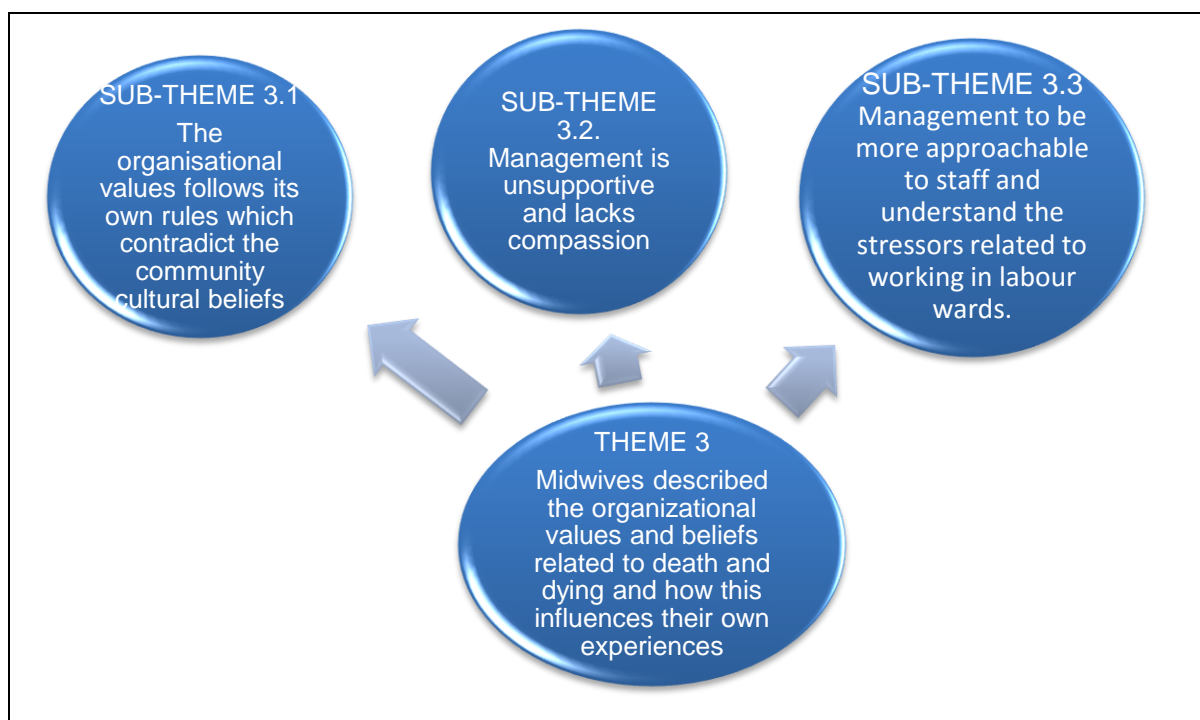 SUB-THEME 3.1
The
organisational
values follows its
own rules which
contradict the
community
cultural beliefs
SUB-THEME
3.2.
Management is
unsupportive
and lacks
compassion
SUB-THEME 3.3
Management to be
more approachable
to staff and
understand the
stressors related to
working in labour
wards.
THEME 3
Midwives described
the organizational
values and beliefs
related to death and
dying and how this
influences their own
experiences